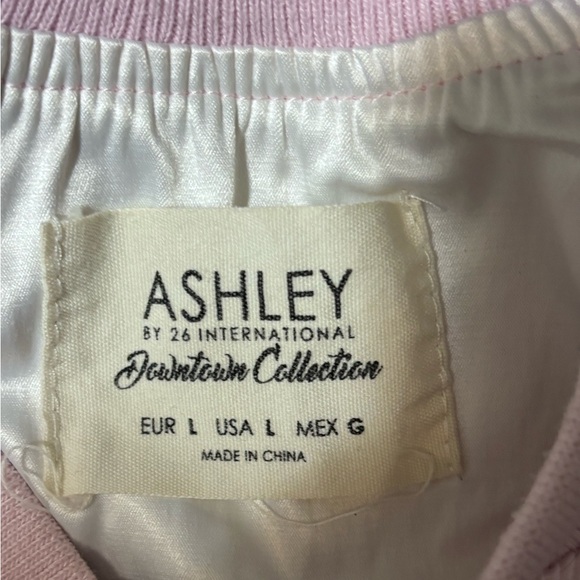 ASHLEY
BY 26 INTERNATIONAL
Downtown Collection
EUR L USA L MEX G
MADE IN CHINA